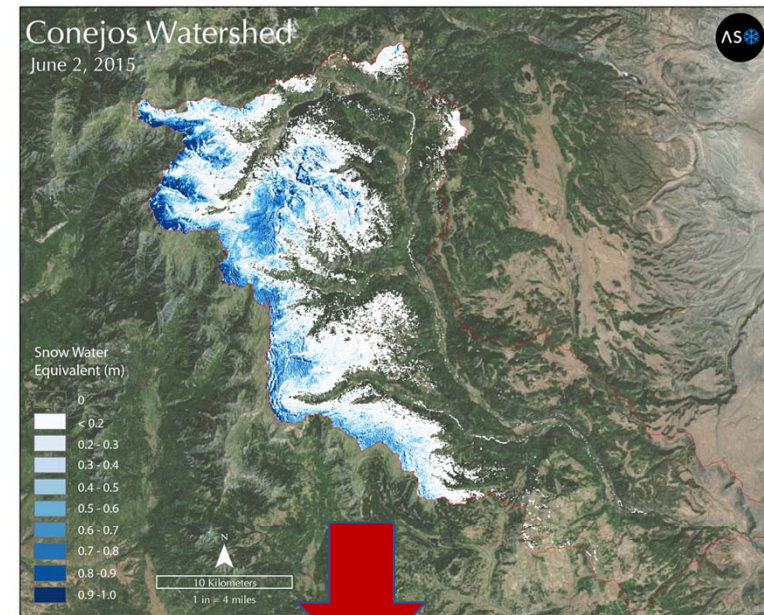 Conejos Watershed
June 2, 2015
ASO
Snow Water
Equivalent (m)
0
< 0.2
0.2 - 0.3
0.3 - 0.4
0.4 - 0.5
0.5 - 0.6
0.6 - 0.7
0.7 - 0.8
0.8 -0.9
0.9 -1.0
N
10 Kilometers
1 in = 4 miles